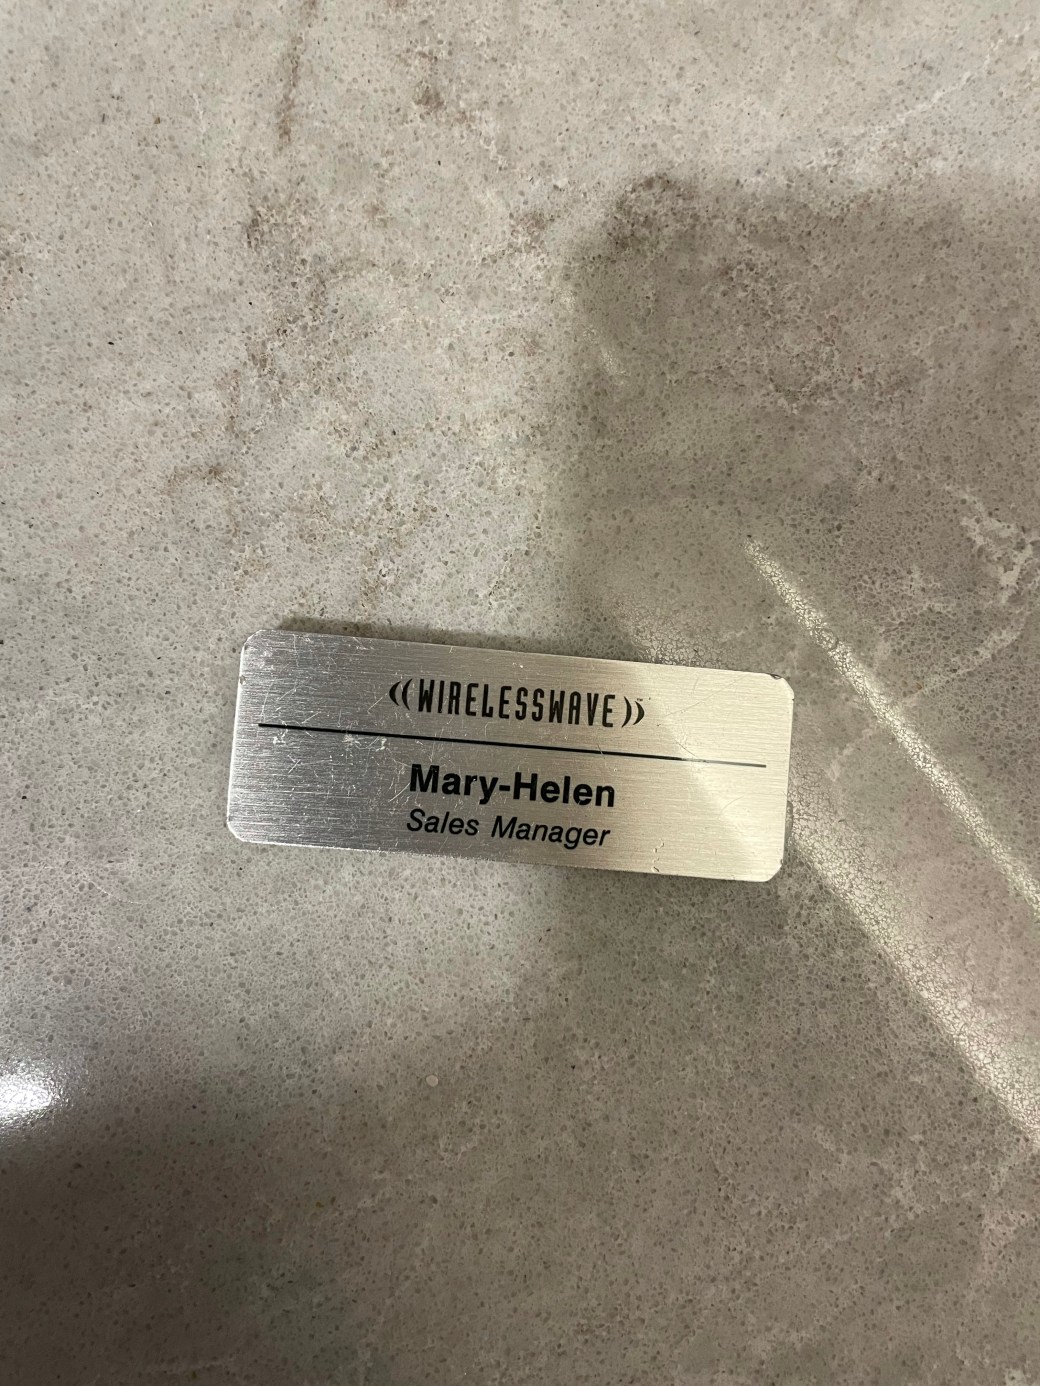 ((WIRELESSWAVE))
Mary-Helen
Sales Manager